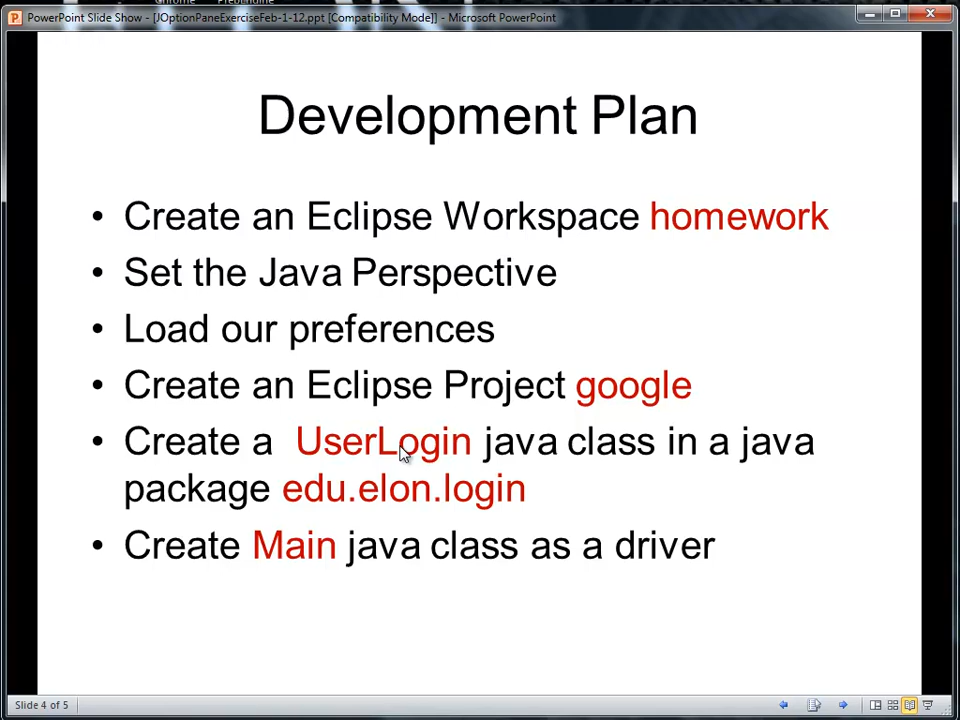 PowerPoint Slide Show - [JOptionPaneExerciseFeb-1-12.ppt [Compatibility Mode]] - Microsoft PowerPoint
Development Plan
• Create an Eclipse Workspace homework
• Set the Java Perspective
• Load our preferences
• Create an Eclipse Project google
• Create a UserLogin java class in a java
package edu.elon.login
• Create Main java class as a driver
Slide 4 of 5